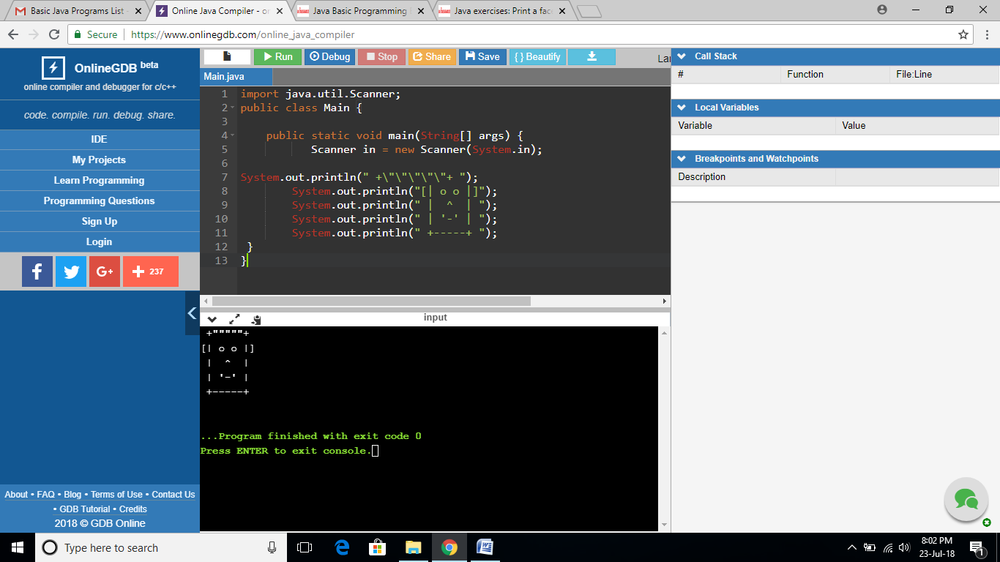 Basic Java Programs List -
Online Java Compiler - on
Java Basic Programming E
Java exercises: Print a face
Secure https://www.onlinegdb.com/online_java_compiler
OnlineGDB beta
online compiler and debugger for c/c++
code. compile. run. debug. share.
IDE
My Projects
Learn Programming
Programming Questions
Sign Up
Login
f G+ + 237
About • FAQ • Blog • Terms of Use • Contact Us
• GDB Tutorial • Credits
2018 © GDB Online
Run Debug Stop Share Save { } Beautify Lar
Main.java
1 import java.util.Scanner;
2 public class Main {
3
4     public static void main(String[] args) {
5            Scanner in = new Scanner(System.in);
6
7 System.out.println(" +\"\"\"\"\"+ ");
8         System.out.println("[| o o |]");
9         System.out.println(" |  ^  | ");
10         System.out.println(" | '-' | ");
11         System.out.println(" +-----+ ");
12  }
13 }
input
 +"""""+
[| o o |]
 |  ^  |
 | '-' |
 +-----+
...Program finished with exit code 0
Press ENTER to exit console.
Call Stack
# Function File:Line
Local Variables
Variable Value
Breakpoints and Watchpoints
Description
Type here to search
8:02 PM
23-Jul-18
1